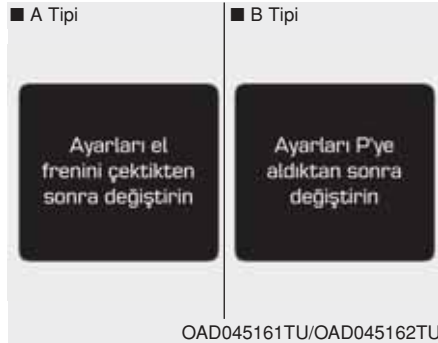 ■ A Tipi
■ B Tipi
Ayarları el
frenini çektikten
sonra değiştirin
Ayarları P'ye
aldıktan sonra
değiştirin
OAD045161TU/OAD045162TU